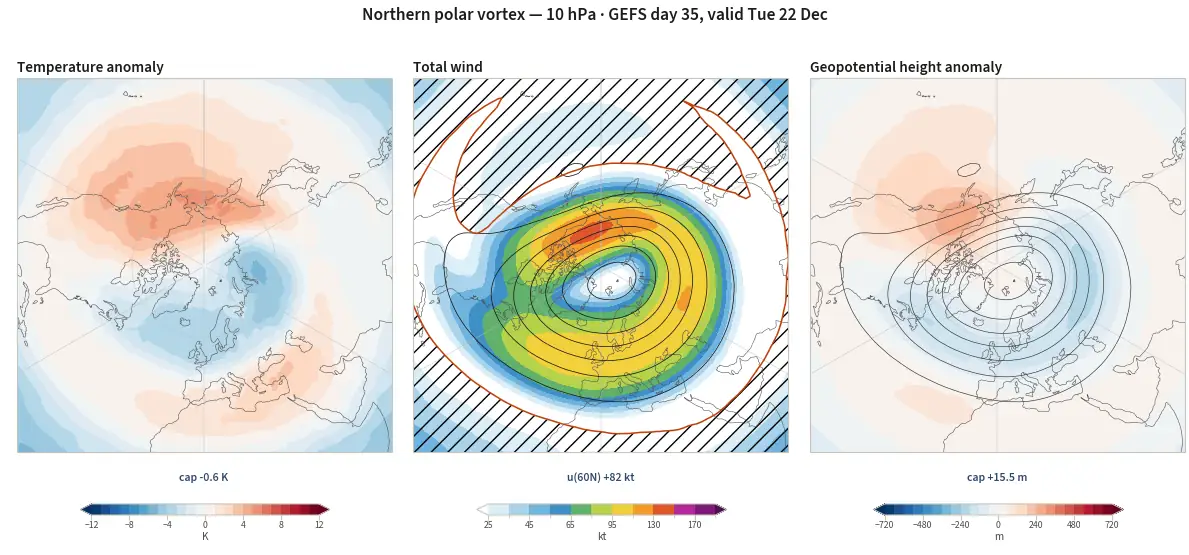 Northern polar vortex — 10 hPa · GEFS day 35, valid Tue 22 Dec
Temperature anomaly
Total wind
Geopotential height anomaly
cap -0.6 K
u(60N) +82 kt
cap +15.5 m
−12 −8 −4 0 4 8 12
K
25 45 65 95 130 170
kt
−720 −480 −240 0 240 480 720
m